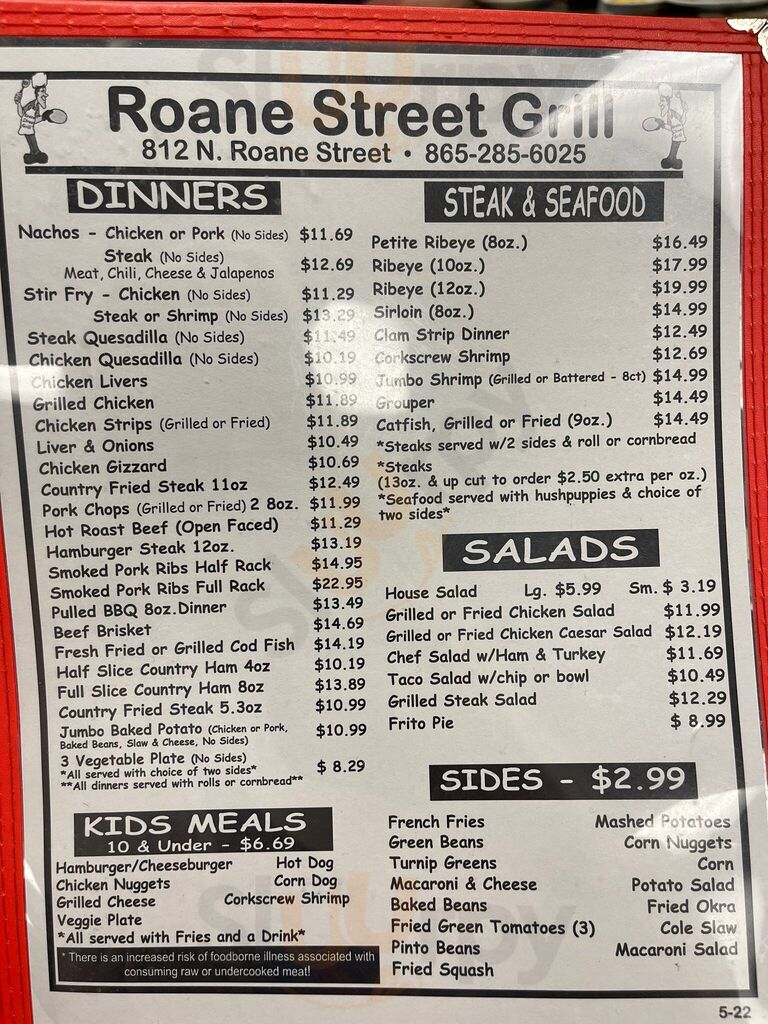 Roane Street Grill
812 N. Roane Street • 865-285-6025
DINNERS
Nachos - Chicken or Pork (No Sides) $11.69
Steak (No Sides) $12.69
Meat, Chili, Cheese & Jalapenos
Stir Fry - Chicken (No Sides) $11.29
Steak or Shrimp (No Sides) $13.29
Steak Quesadilla (No Sides) $11.49
Chicken Quesadilla (No Sides) $10.19
Chicken Livers $10.99
Grilled Chicken $11.89
Chicken Strips (Grilled or Fried) $11.89
Liver & Onions $10.49
Chicken Gizzard $10.69
Country Fried Steak 11oz $12.49
Pork Chops (Grilled or Fried) 2 8oz. $11.99
Hot Roast Beef (Open Faced) $11.29
Hamburger Steak 12oz. $13.19
Smoked Pork Ribs Half Rack $14.95
Smoked Pork Ribs Full Rack $22.95
Pulled BBQ 8oz.Dinner $13.49
Beef Brisket $14.69
Fresh Fried or Grilled Cod Fish $14.19
Half Slice Country Ham 4oz $10.19
Full Slice Country Ham 8oz $13.89
Country Fried Steak 5.3oz $10.99
Jumbo Baked Potato (Chicken or Pork, $10.99
Baked Beans, Slaw & Cheese, No Sides)
3 Vegetable Plate (No Sides) $ 8.29
*All served with choice of two sides*
**All dinners served with rolls or cornbread**
KIDS MEALS
10 & Under - $6.69
Hamburger/Cheeseburger Hot Dog
Chicken Nuggets Corn Dog
Grilled Cheese Corkscrew Shrimp
Veggie Plate
*All served with Fries and a Drink*
* There is an increased risk of foodborne illness associated with
consuming raw or undercooked meat!
STEAK & SEAFOOD
Petite Ribeye (8oz.) $16.49
Ribeye (10oz.) $17.99
Ribeye (12oz.) $19.99
Sirloin (8oz.) $14.99
Clam Strip Dinner $12.49
Corkscrew Shrimp $12.69
Jumbo Shrimp (Grilled or Battered - 8ct) $14.99
Grouper $14.49
Catfish, Grilled or Fried (9oz.) $14.49
*Steaks served w/2 sides & roll or cornbread
*Steaks
(13oz. & up cut to order $2.50 extra per oz.)
*Seafood served with hushpuppies & choice of
two sides*
SALADS
House Salad Lg. $5.99 Sm. $ 3.19
Grilled or Fried Chicken Salad $11.99
Grilled or Fried Chicken Caesar Salad $12.19
Chef Salad w/Ham & Turkey $11.69
Taco Salad w/chip or bowl $10.49
Grilled Steak Salad $12.29
Frito Pie $ 8.99
SIDES - $2.99
French Fries Mashed Potatoes
Green Beans Corn Nuggets
Turnip Greens Corn
Macaroni & Cheese Potato Salad
Baked Beans Fried Okra
Fried Green Tomatoes (3) Cole Slaw
Pinto Beans Macaroni Salad
Fried Squash
5-22